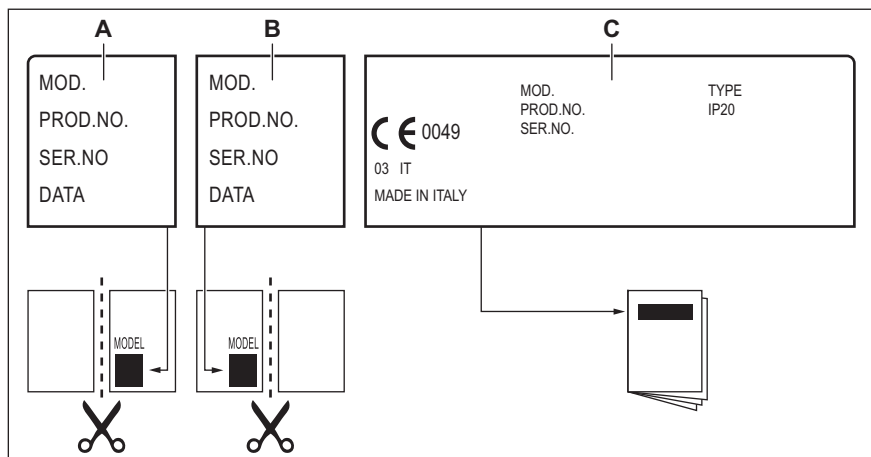 A
B
C
MOD.
PROD.NO.
SER.NO
DATA
MOD.
PROD.NO.
SER.NO
DATA
MOD.
PROD.NO.
SER.NO.
TYPE
IP20
CE 0049
03 IT
MADE IN ITALY
MODEL
MODEL